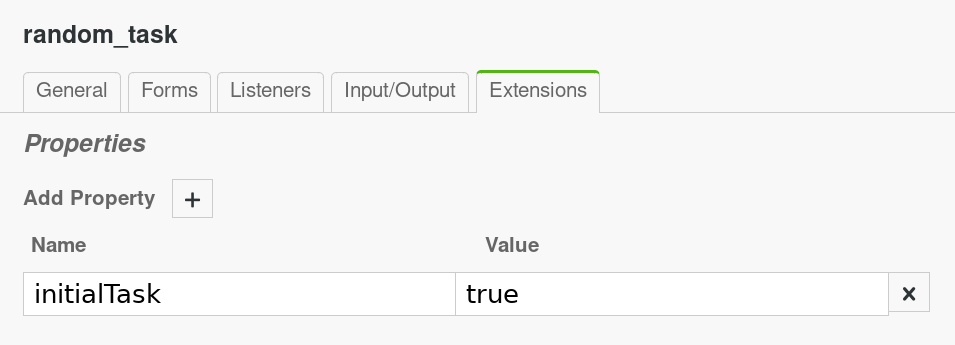 random_task
General Forms Listeners Input/Output Extensions
Properties
Add Property +
Name Value
initialTask true x